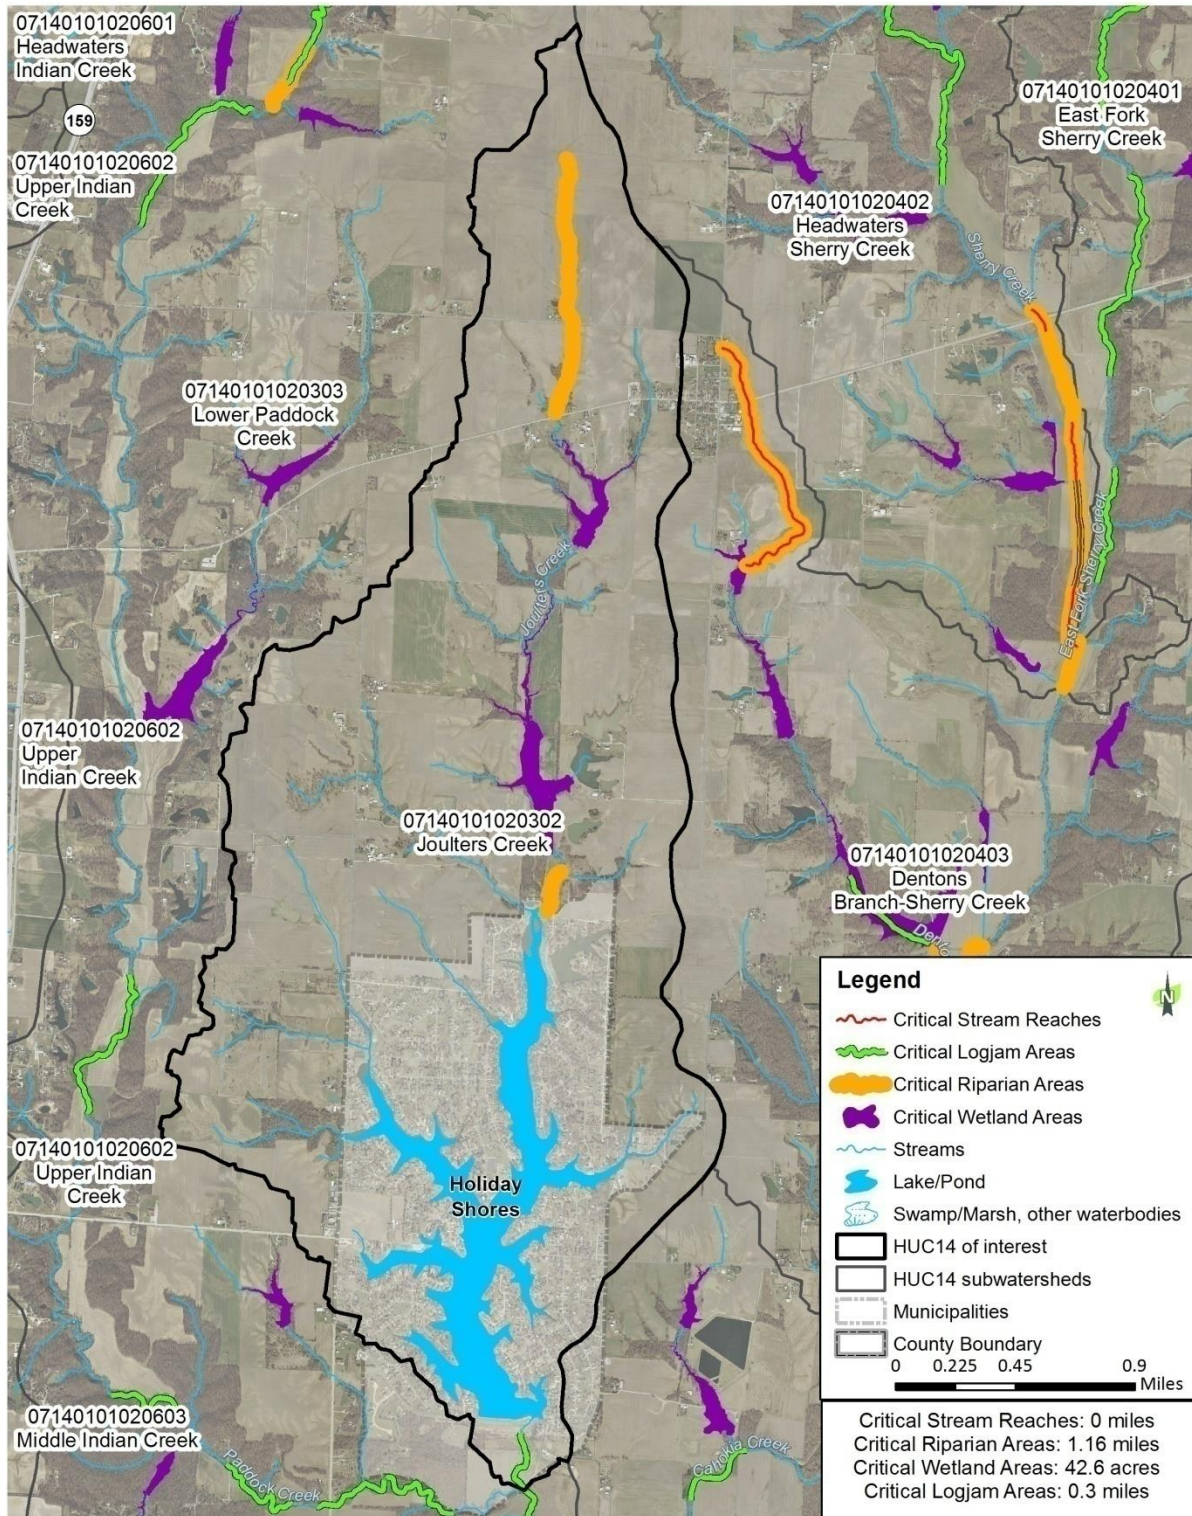 07140101020601
Headwaters
Indian Creek
159
07140101020602
Upper Indian
Creek
07140101020401
East Fork
Sherry Creek
07140101020402
Headwaters
Sherry Creek
Sherry Creek
07140101020303
Lower Paddock
Creek
Joulters Creek
East Fork Sherry Creek
07140101020602
Upper
Indian Creek
07140101020302
Joulters Creek
07140101020403
Dentons
Branch-Sherry Creek
Dento
07140101020602
Upper Indian
Creek
Holiday
Shores
07140101020603
Middle Indian Creek
Paddock Creek
Cahokia Creek
Legend
N
Critical Stream Reaches
Critical Logjam Areas
Critical Riparian Areas
Critical Wetland Areas
Streams
Lake/Pond
Swamp/Marsh, other waterbodies
HUC14 of interest
HUC14 subwatersheds
Municipalities
County Boundary
0 0.225 0.45 0.9
Miles
Critical Stream Reaches: 0 miles
Critical Riparian Areas: 1.16 miles
Critical Wetland Areas: 42.6 acres
Critical Logjam Areas: 0.3 miles